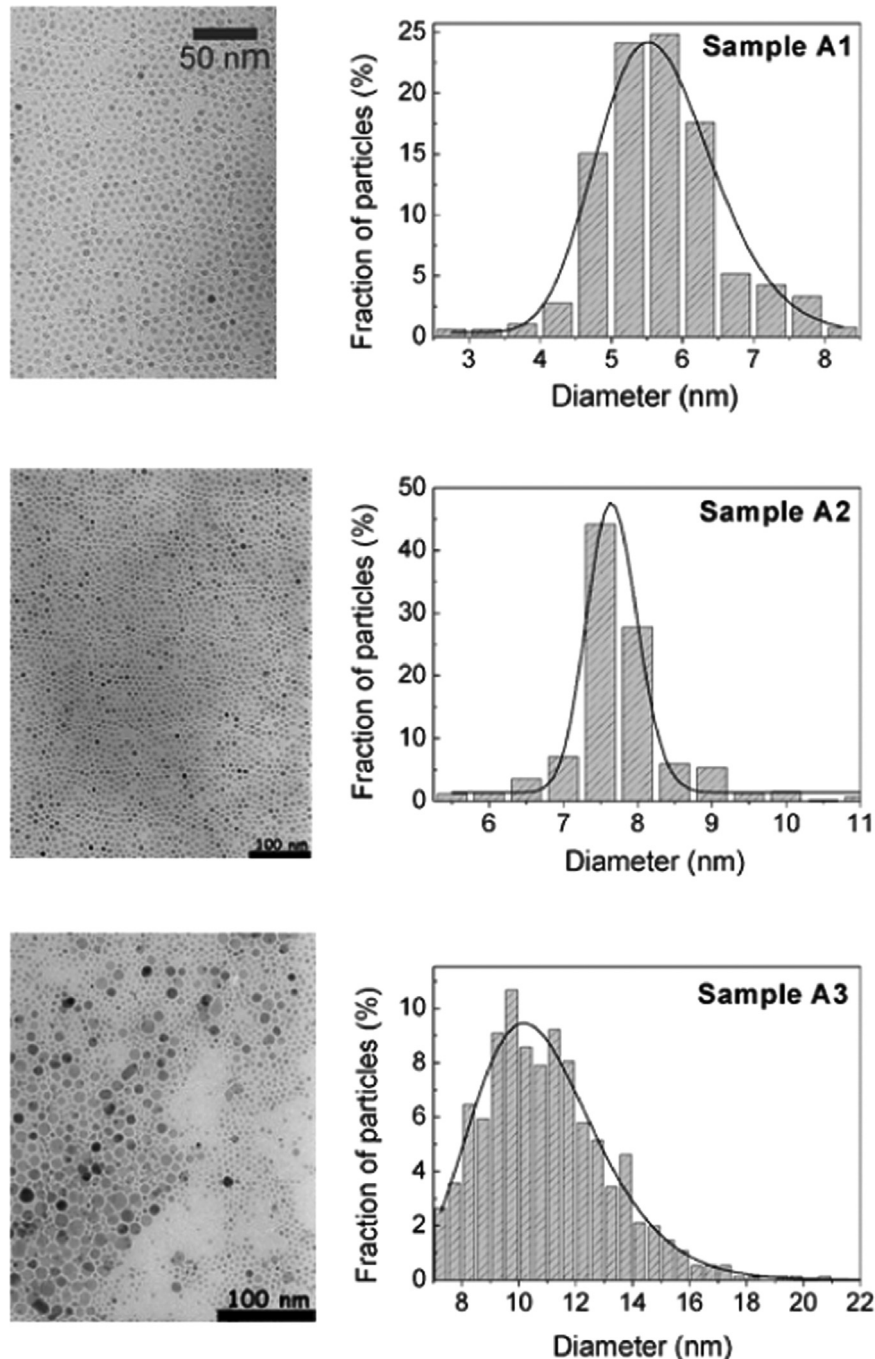 50 nm
Sample A1
Fraction of particles (%)
25
20
15
10
5
0
3 4 5 6 7 8
Diameter (nm)
100 nm
Sample A2
Fraction of particles (%)
50
40
30
20
10
0
6 7 8 9 10 11
Diameter (nm)
100 nm
Sample A3
Fraction of particles (%)
10
8
6
4
2
0
8 10 12 14 16 18 20 22
Diameter (nm)